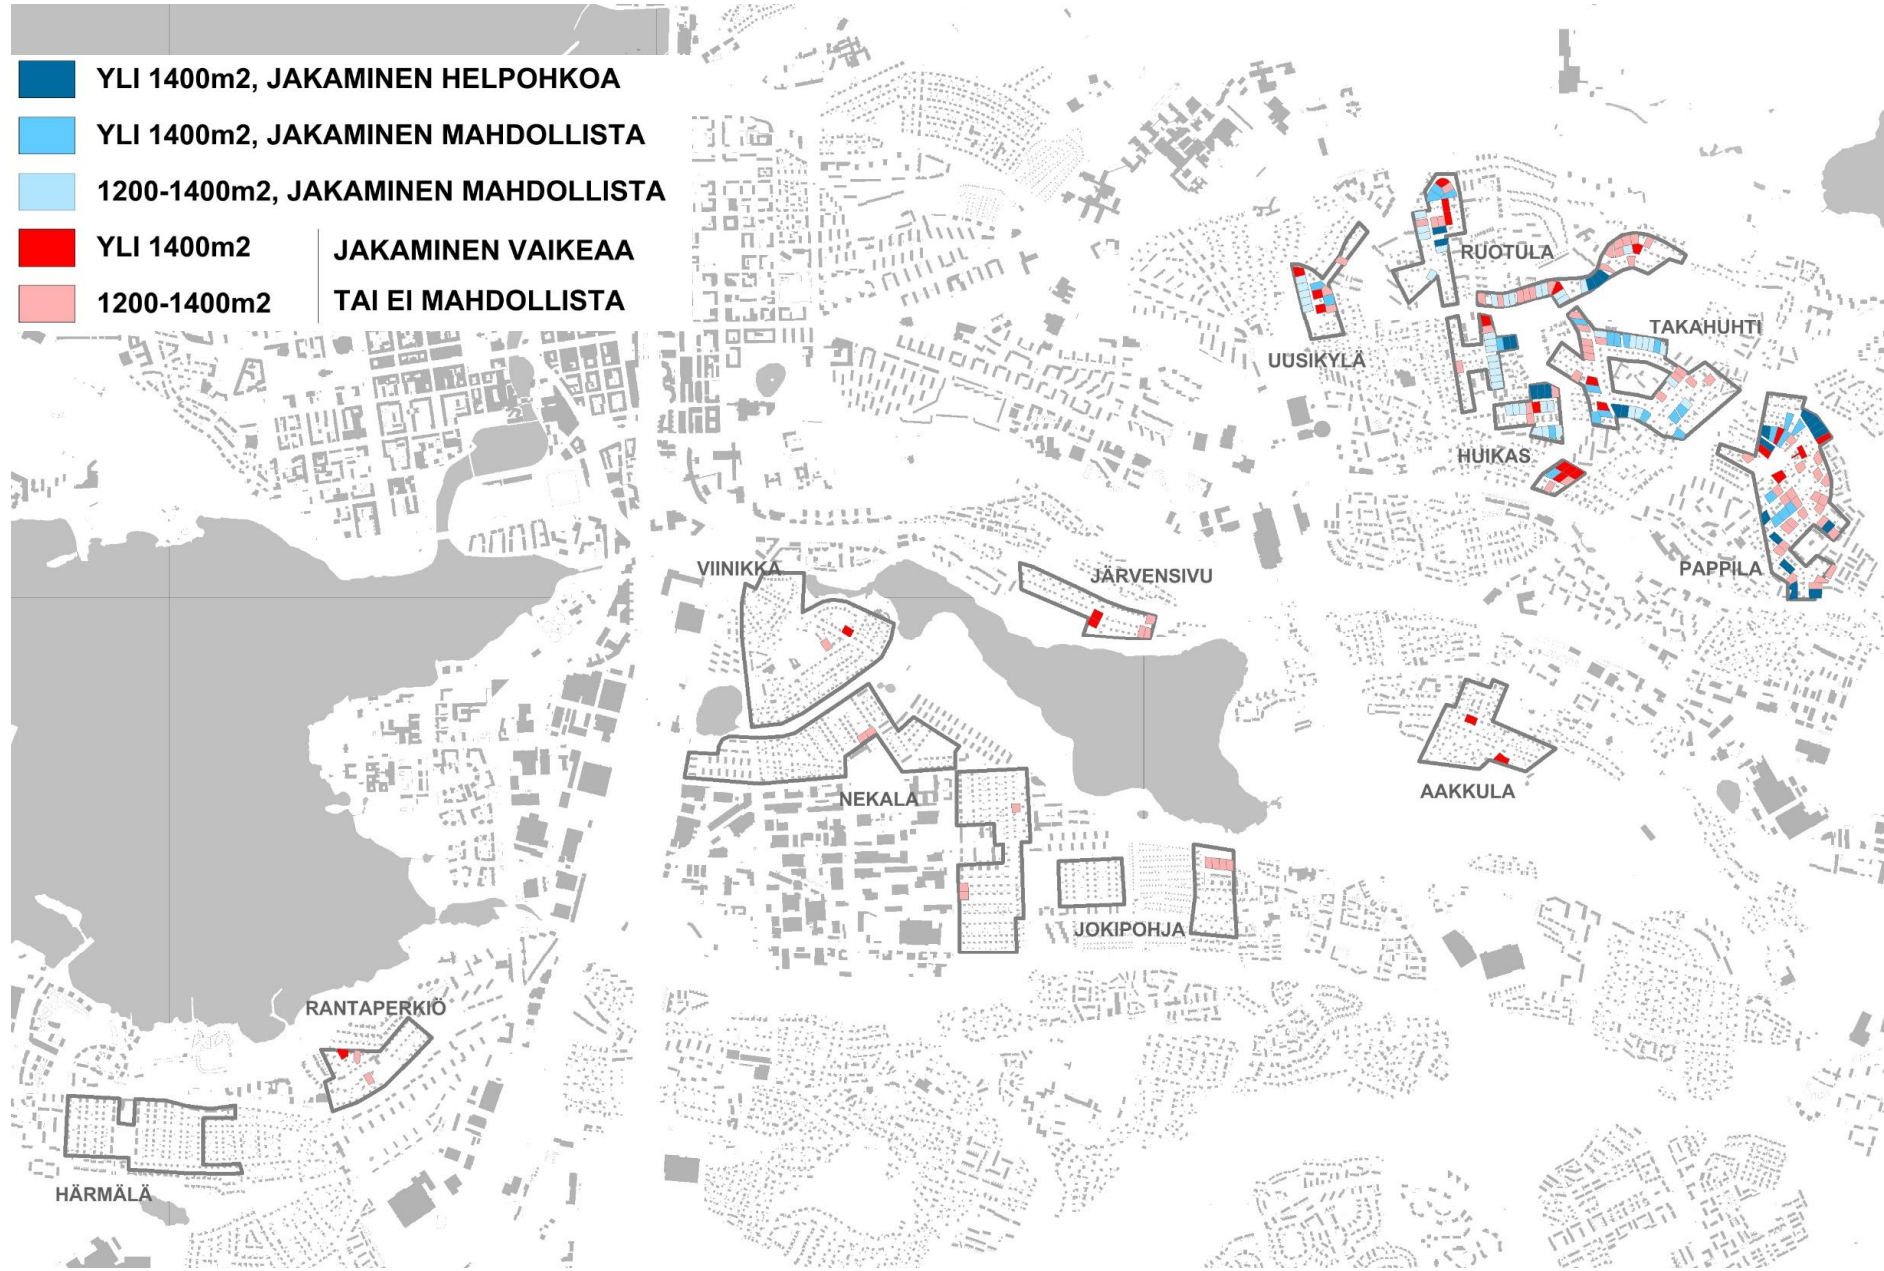 YLI 1400m2, JAKAMINEN HELPOHKOA
YLI 1400m2, JAKAMINEN MAHDOLLISTA
1200-1400m2, JAKAMINEN MAHDOLLISTA
YLI 1400m2
JAKAMINEN VAIKEAA
1200-1400m2
TAI EI MAHDOLLISTA
RUOTULA
TAKAHUHTI
UUSIKYLÄ
HUIKAS
PAPPILA
VIINIKKA
JÄRVENSIVU
AAKKULA
NEKALA
JOKIPOHJA
RANTAPERKIÖ
HÄRMÄLÄ